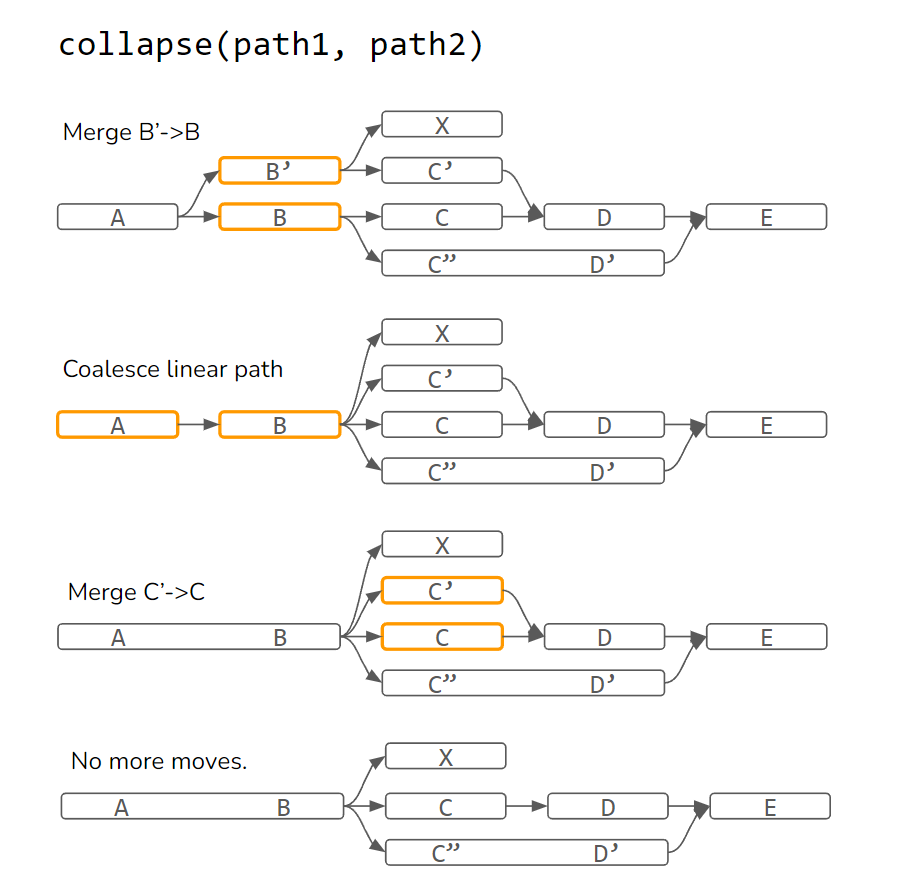 collapse(path1, path2)
Merge B’->B
X
B’ C’
A B C D E
C” D’
Coalesce linear path
X
C’
A B C D E
C” D’
Merge C’->C
X
C’
A B C D E
C” D’
No more moves.
X
A B C D E
C” D’